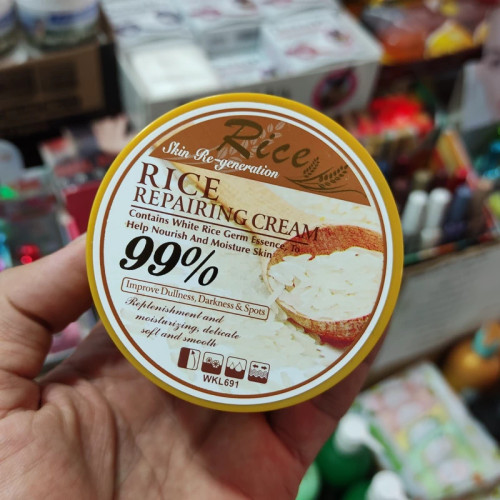 Rice
Skin Re-generation
RICE
REPAIRING CREAM
Contains White Rice Germ Essence, To
Help Nourish And Moisture Skin
99%
Improve Dullness, Darkness & Spots
Replenishment and
moisturizing, delicate
soft and smooth
WKL691